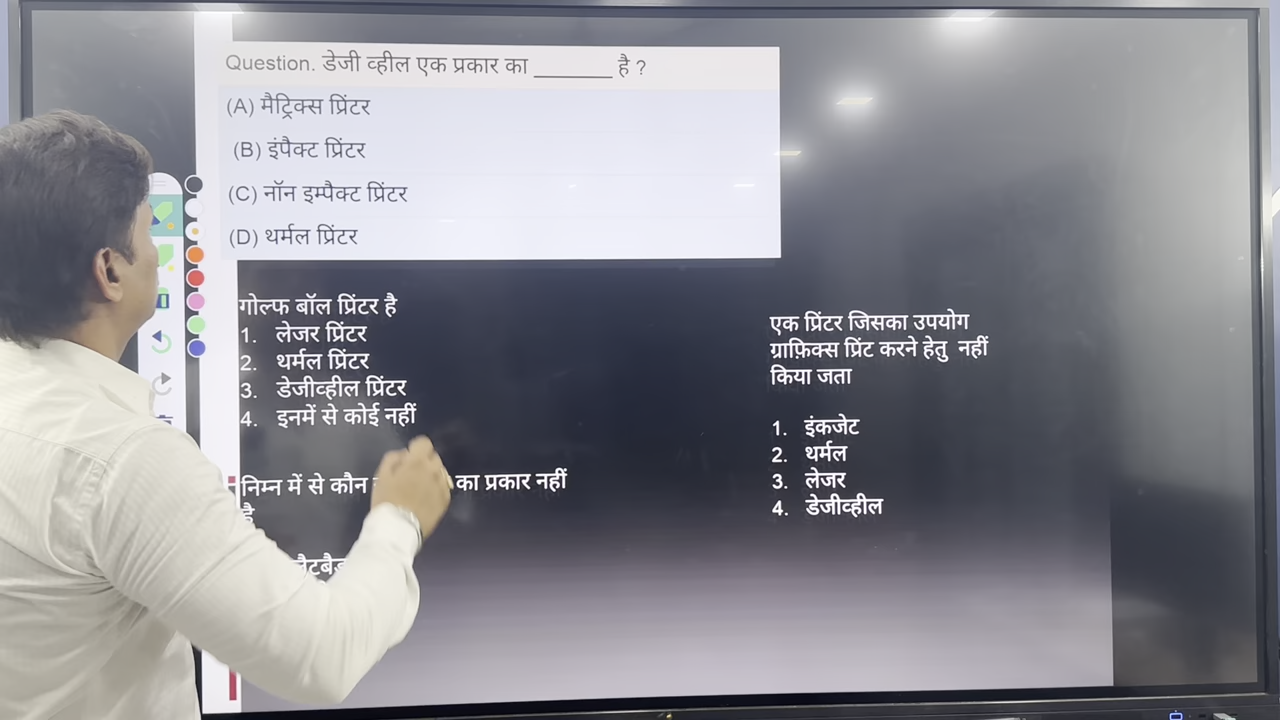 Question. डेजी व्हील एक प्रकार का ________ है ?
(A) मैट्रिक्स प्रिंटर
(B) इंपैक्ट प्रिंटर
(C) नॉन इम्पैक्ट प्रिंटर
(D) थर्मल प्रिंटर
गोल्फ बॉल प्रिंटर है
1. लेजर प्रिंटर
2. थर्मल प्रिंटर
3. डेजीव्हील प्रिंटर
4. इनमें से कोई नहीं
निम्न में से कौन का प्रकार नहीं
है
एक प्रिंटर जिसका उपयोग
ग्राफ़िक्स प्रिंट करने हेतु नहीं
किया जता
1. इंकजेट
2. थर्मल
3. लेजर
4. डेजीव्हील